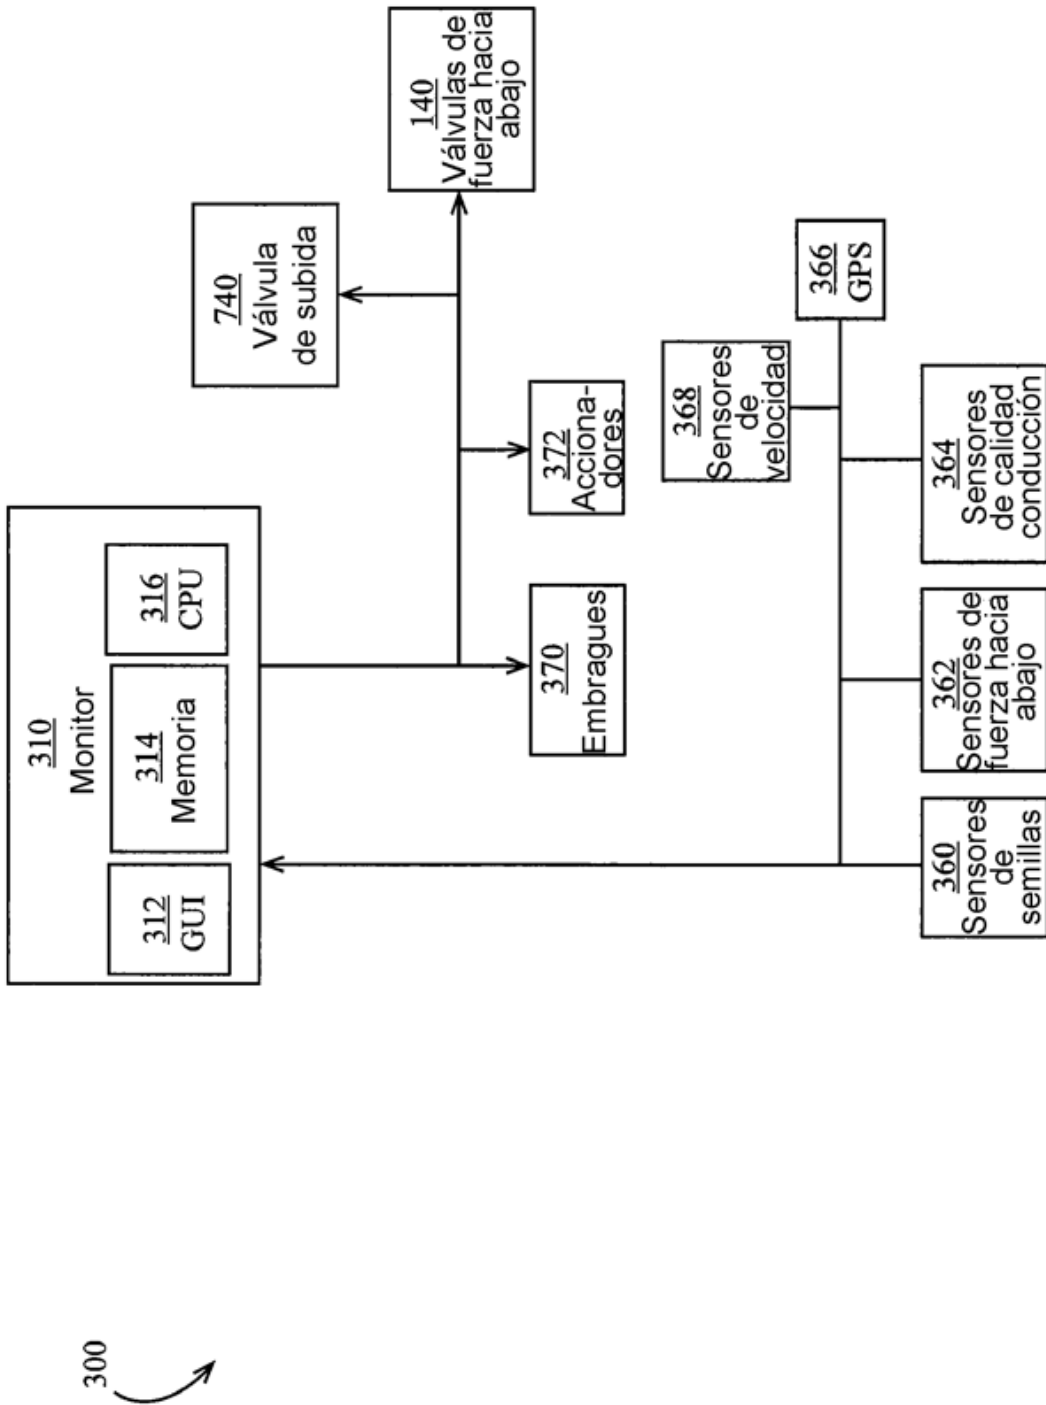 300
310
Monitor
312
GUI
314
Memoria
316
CPU
740
Válvula
de subida
140
Válvulas de
fuerza hacia
abajo
370
Embragues
372
Acciona-
dores
368
Sensores
de
velocidad
366
GPS
360
Sensores
de
semillas
362
Sensores de
fuerza hacia
abajo
364
Sensores
de calidad
conducción